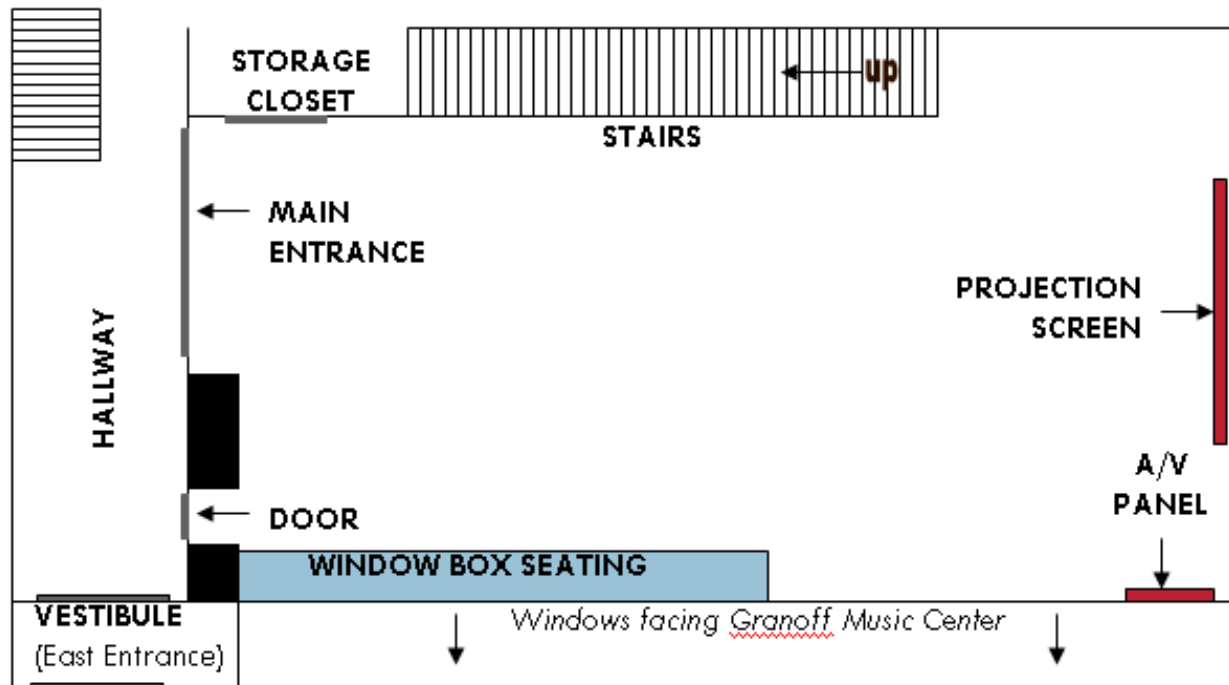 STORAGE
CLOSET
up
STAIRS
MAIN
ENTRANCE
PROJECTION
SCREEN
HALLWAY
A/V
PANEL
DOOR
WINDOW BOX SEATING
VESTIBULE
(East Entrance)
Windows facing Granoff Music Center